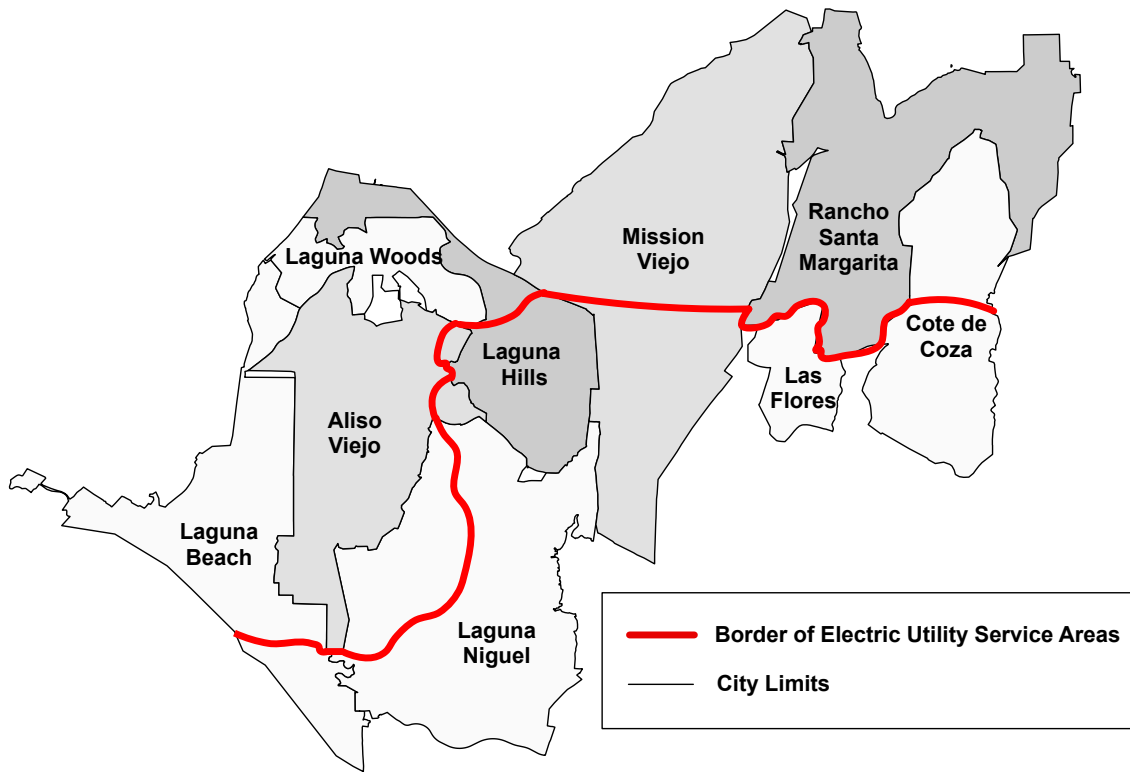 Mission
Viejo
Rancho
Santa
Margarita
Laguna Woods
Cote de
Coza
Laguna
Hills
Las
Flores
Aliso
Viejo
Laguna
Beach
Laguna
Niguel
Border of Electric Utility Service Areas
City Limits